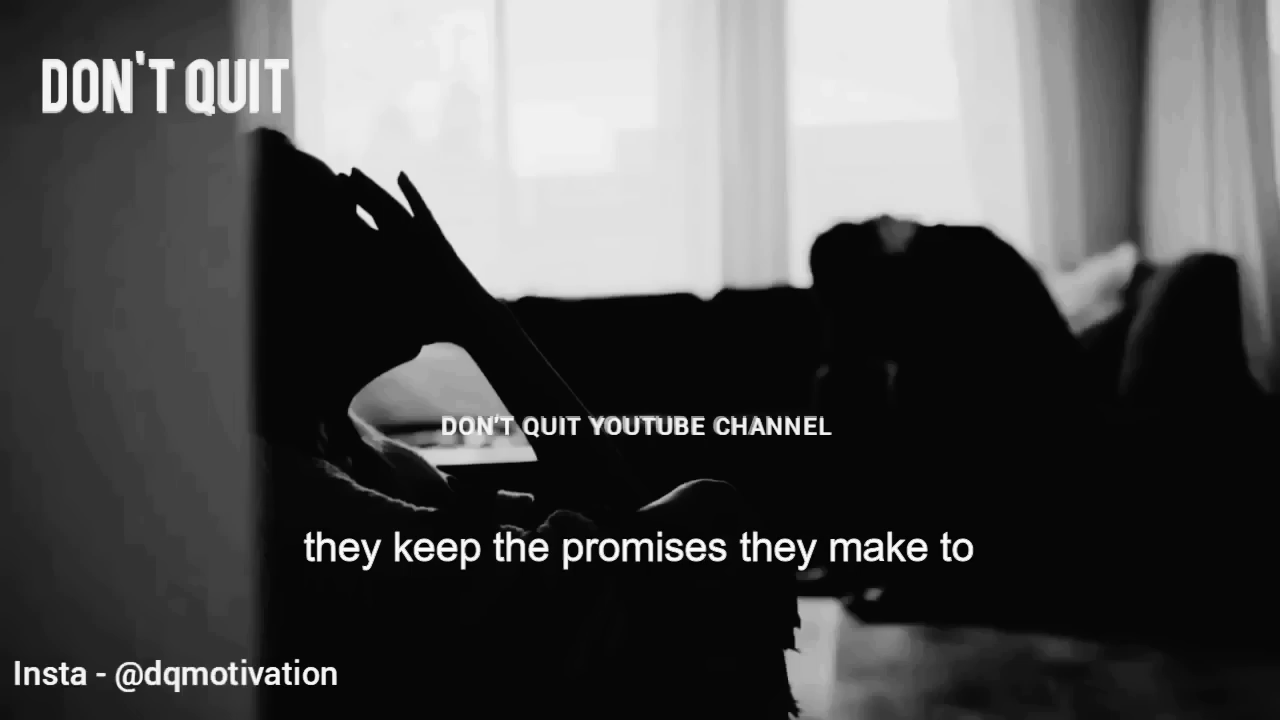 DON'T QUIT
DON'T QUIT YOUTUBE CHANNEL
they keep the promises they make to
Insta - @dqmotivation